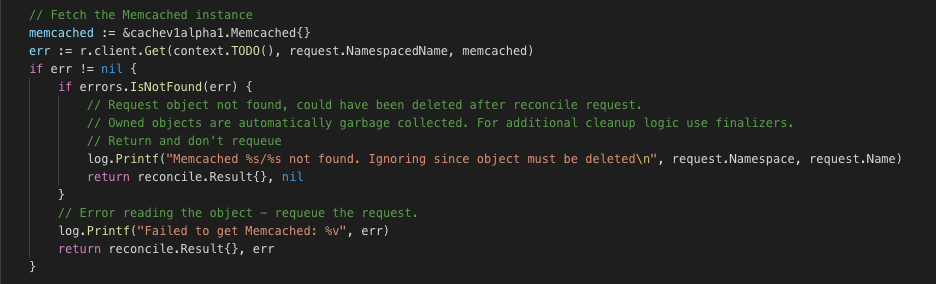 // Fetch the Memcached instance
memcached := &cachev1alpha1.Memcached{}
err := r.client.Get(context.TODO(), request.NamespacedName, memcached)
if err != nil {
if errors.IsNotFound(err) {
// Request object not found, could have been deleted after reconcile request.
// Owned objects are automatically garbage collected. For additional cleanup logic use finalizers.
// Return and don't requeue
log.Printf("Memcached %s/%s not found. Ignoring since object must be deleted\n", request.Namespace, request.Name)
return reconcile.Result{}, nil
}
// Error reading the object - requeue the request.
log.Printf("Failed to get Memcached: %v", err)
return reconcile.Result{}, err
}